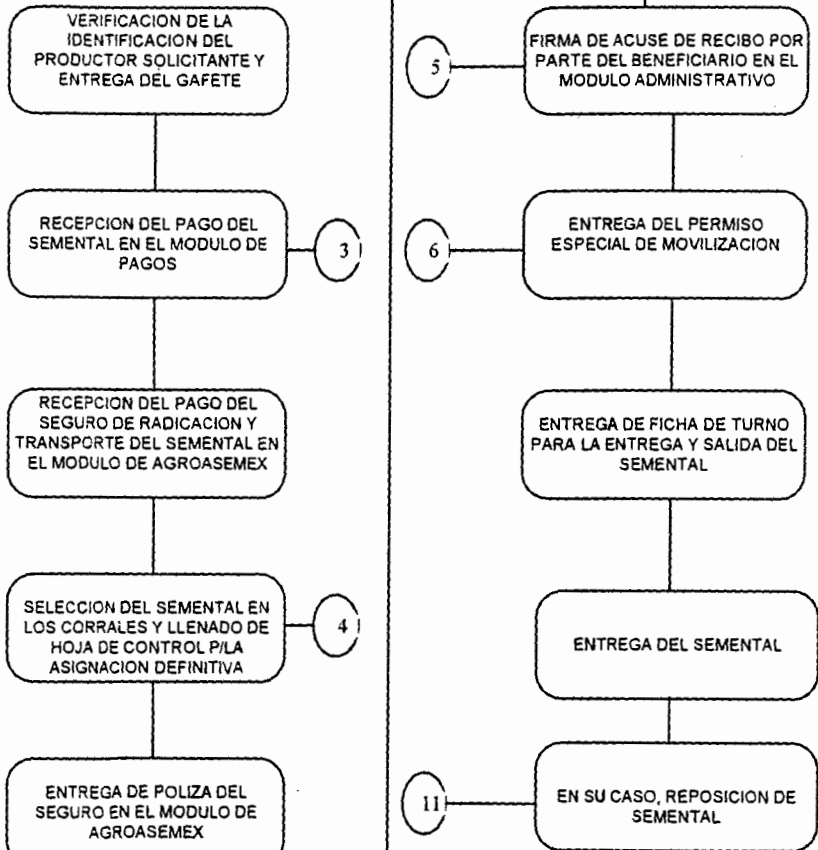 VERIFICACION DE LA
IDENTIFICACION DEL
PRODUCTOR SOLICITANTE Y
ENTREGA DEL GAFETE
RECEPCION DEL PAGO DEL
SEMENTAL EN EL MODULO DE
PAGOS
3
RECEPCION DEL PAGO DEL
SEGURO DE RADICACION Y
TRANSPORTE DEL SEMENTAL EN
EL MODULO DE AGROASEMEX
SELECCION DEL SEMENTAL EN
LOS CORRALES Y LLENADO DE
HOJA DE CONTROL P/LA
ASIGNACION DEFINITIVA
4
ENTREGA DE POLIZA DEL
SEGURO EN EL MODULO DE
AGROASEMEX
5
FIRMA DE ACUSE DE RECIBO POR
PARTE DEL BENEFICIARIO EN EL
MODULO ADMINISTRATIVO
6
ENTREGA DEL PERMISO
ESPECIAL DE MOVILIZACION
ENTREGA DE FICHA DE TURNO
PARA LA ENTREGA Y SALIDA DEL
SEMENTAL
ENTREGA DEL SEMENTAL
11
EN SU CASO, REPOSICION DE
SEMENTAL